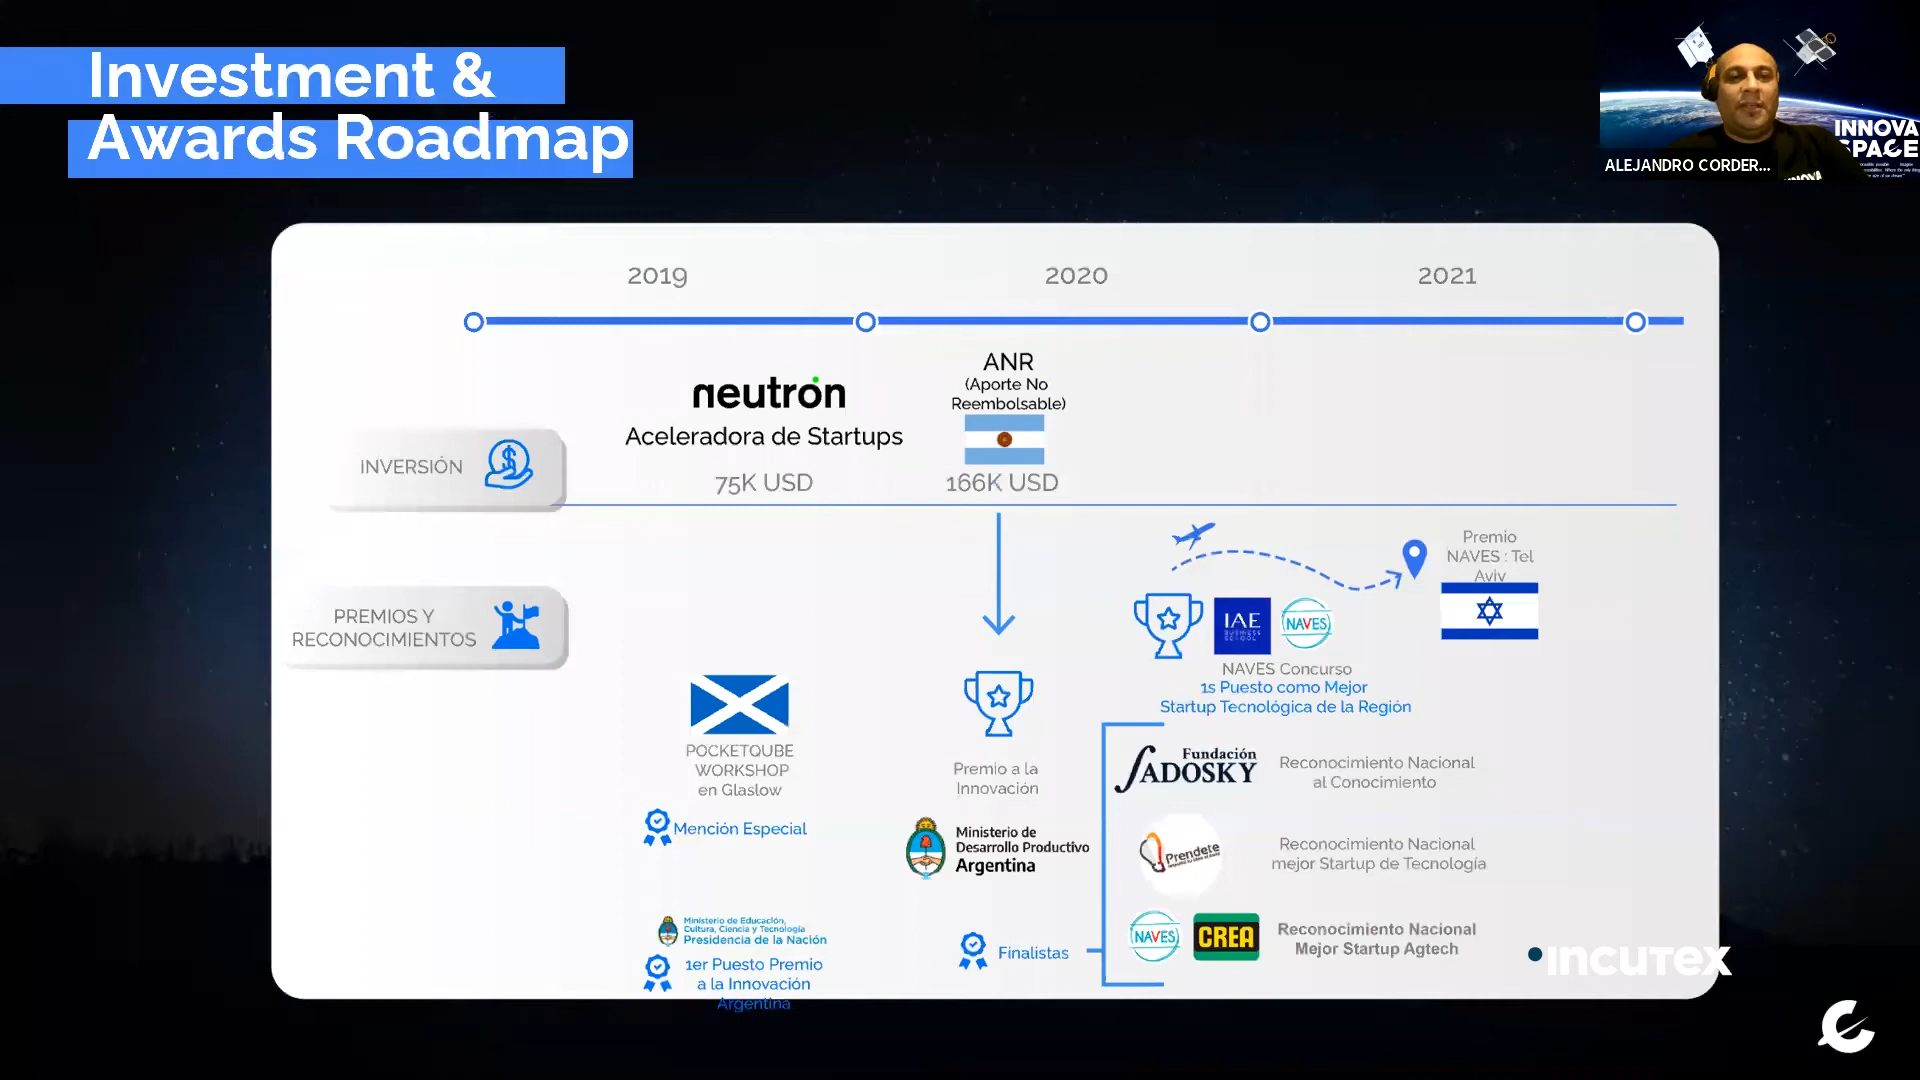 Investment &
Awards Roadmap
INNOVA
SPACE
ALEJANDRO CORDER...
2019
2020
2021
neutrón
Aceleradora de Startups
75K USD
ANR
(Aporte No
Reembolsable)
166K USD
INVERSIÓN
PREMIOS Y
RECONOCIMIENTOS
Premio
NAVES : Tel
Aviv
IAE
BUSINESS
SCHOOL
NAVES
NAVES Concurso
1s Puesto como Mejor
Startup Tecnológica de la Región
POCKETQUBE
WORKSHOP
en Glaslow
Mención Especial
Premio a la
Innovación
Ministerio de
Desarrollo Productivo
Argentina
Fundación
SADOSKY
Reconocimiento Nacional
al Conocimiento
Prendete
Reconocimiento Nacional
mejor Startup de Tecnología
Ministerio de Educación,
Cultura, Ciencia y Tecnología
Presidencia de la Nación
1er Puesto Premio
a la Innovación
Argentina
Finalistas
NAVES
CREA
Reconocimiento Nacional
Mejor Startup Agtech
INCUTEX